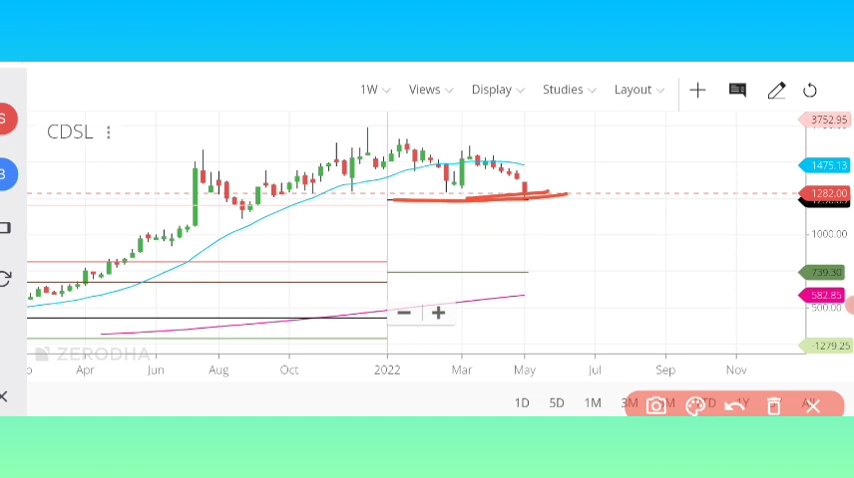 1W Views Display Studies Layout
CDSL
3752.95
1475.13
1282.00
1000.00
739.30
582.85
500.00
-1279.25
ZERODHA
Apr Jun Aug Oct 2022 Mar May Jul Sep Nov
1D 5D 1M 3M